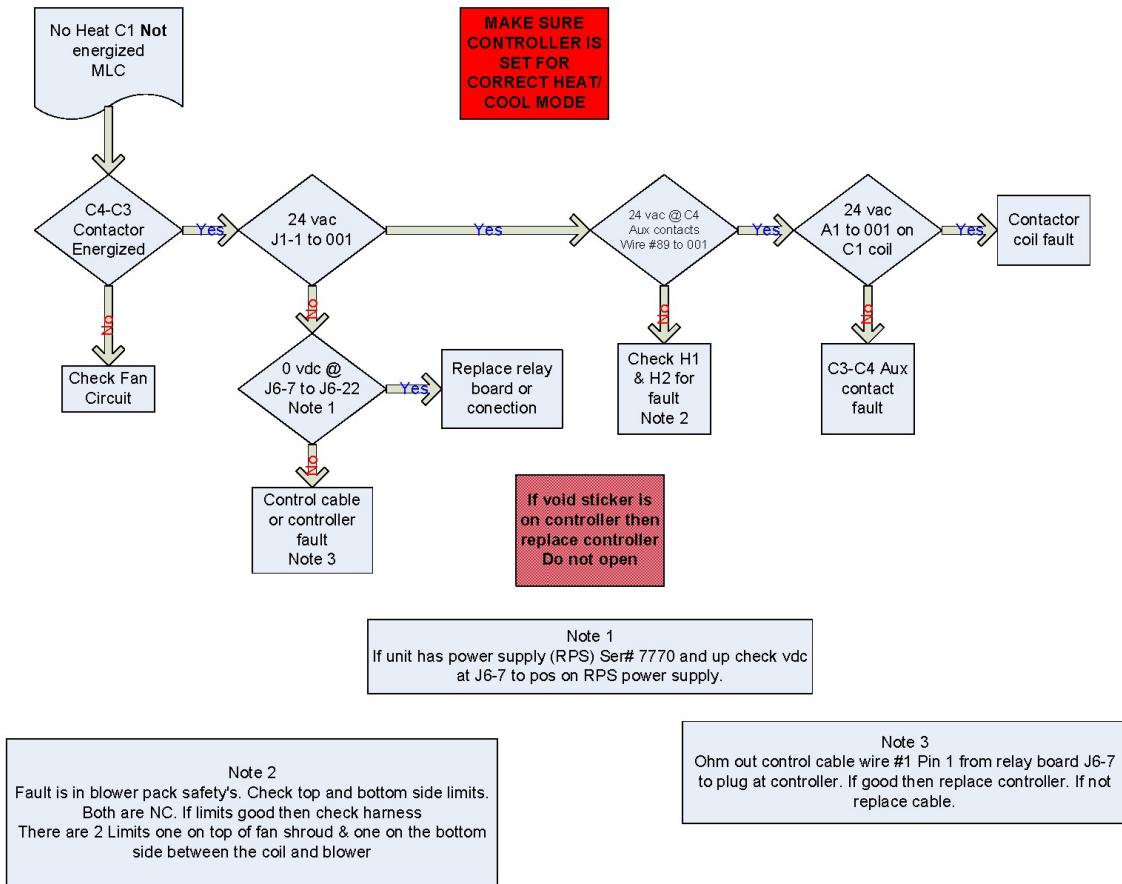 No Heat C1 Not
energized
MLC
MAKE SURE
CONTROLLER IS
SET FOR
CORRECT HEAT/
COOL MODE
C4-C3
Contactor
Energized
Yes
24 vac
J1-1 to 001
Yes
24 vac @ C4
Aux contacts
Wire #89 to 001
Yes
24 vac
A1 to 001 on
C1 coil
Yes
Contactor
coil fault
No
No
No
No
Check Fan
Circuit
0 vdc @
J6-7 to J6-22
Note 1
Yes
Replace relay
board or
conection
Check H1
& H2 for
fault
Note 2
C3-C4 Aux
contact
fault
No
Control cable
or controller
fault
Note 3
If void sticker is
on controller then
replace controller
Do not open
Note 1
If unit has power supply (RPS) Ser# 7770 and up check vdc
at J6-7 to pos on RPS power supply.
Note 2
Fault is in blower pack safety's. Check top and bottom side limits.
Both are NC. If limits good then check harness
There are 2 Limits one on top of fan shroud & one on the bottom
side between the coil and blower
Note 3
Ohm out control cable wire #1 Pin 1 from relay board J6-7
to plug at controller. If good then replace controller. If not
replace cable.